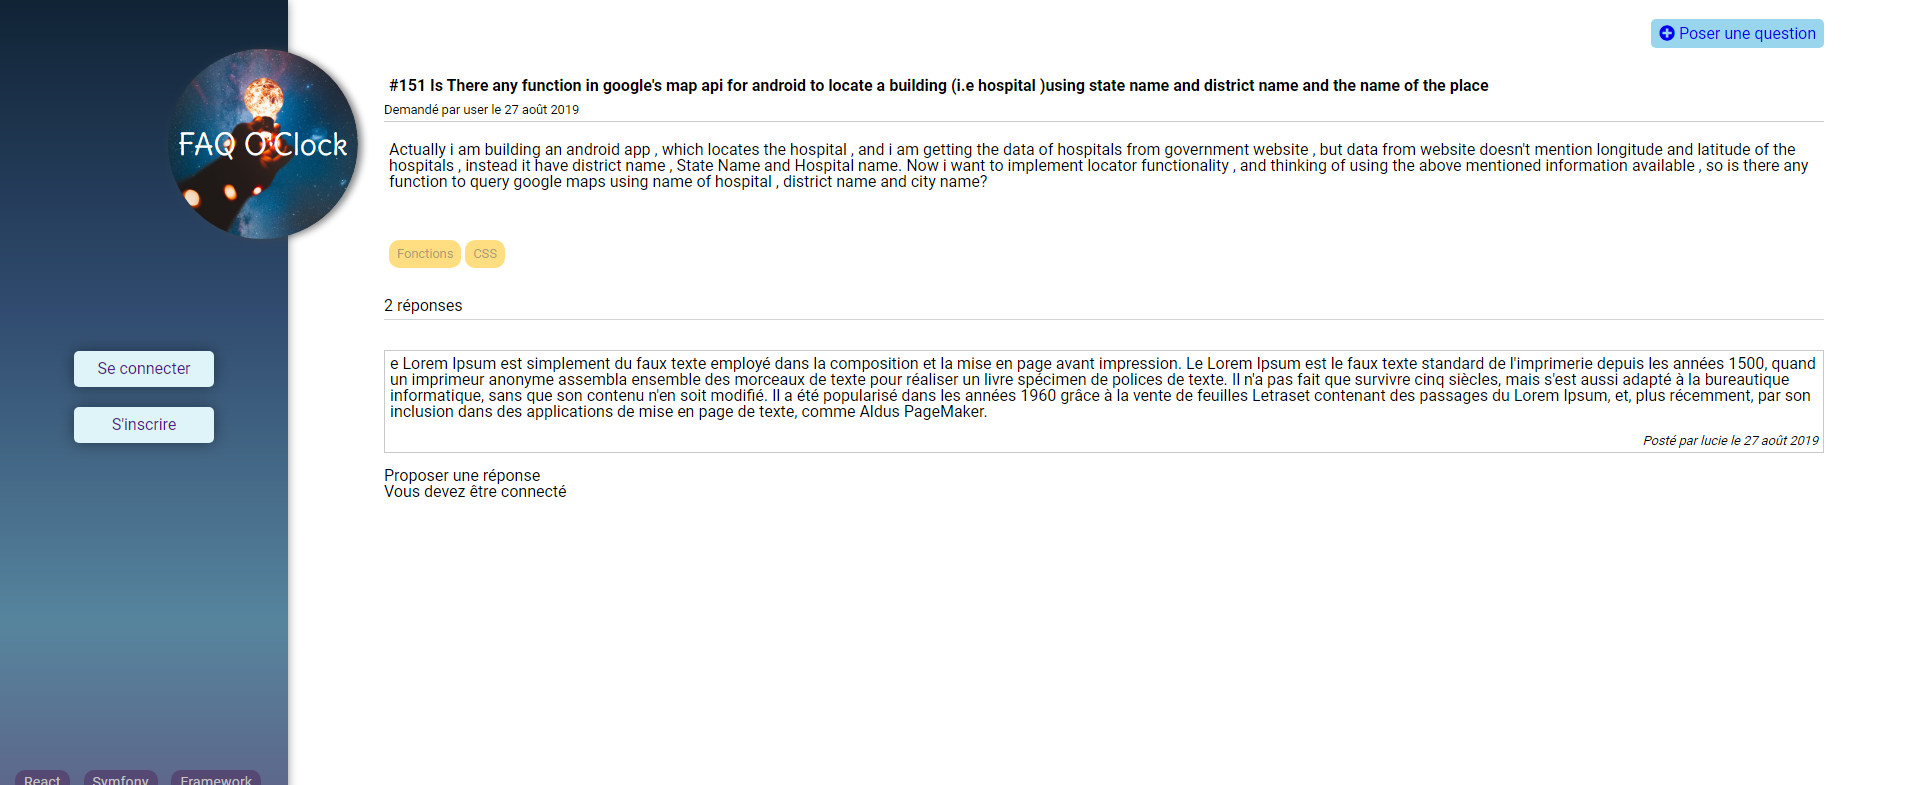 Poser une question
FAQ O'Clock
#151 Is There any function in google's map api for android to locate a building (i.e hospital )using state name and district name and the name of the place
Demandé par user le 27 août 2019
Actually i am building an android app , which locates the hospital , and i am getting the data of hospitals from government website , but data from website doesn't mention longitude and latitude of the
hospitals , instead it have district name , State Name and Hospital name. Now i want to implement locator functionality , and thinking of using the above mentioned information available , so is there any
function to query google maps using name of hospital , district name and city name?
Fonctions CSS
2 réponses
Se connecter
S'inscrire
e Lorem Ipsum est simplement du faux texte employé dans la composition et la mise en page avant impression. Le Lorem Ipsum est le faux texte standard de l'imprimerie depuis les années 1500, quand
un imprimeur anonyme assembla ensemble des morceaux de texte pour réaliser un livre spécimen de polices de texte. Il n'a pas fait que survivre cinq siècles, mais s'est aussi adapté à la bureautique
informatique, sans que son contenu n'en soit modifié. Il a été popularisé dans les années 1960 grâce à la vente de feuilles Letraset contenant des passages du Lorem Ipsum, et, plus récemment, par son
inclusion dans des applications de mise en page de texte, comme Aldus PageMaker.
Posté par lucie le 27 août 2019
Proposer une réponse
Vous devez être connecté
React Symfony Framework